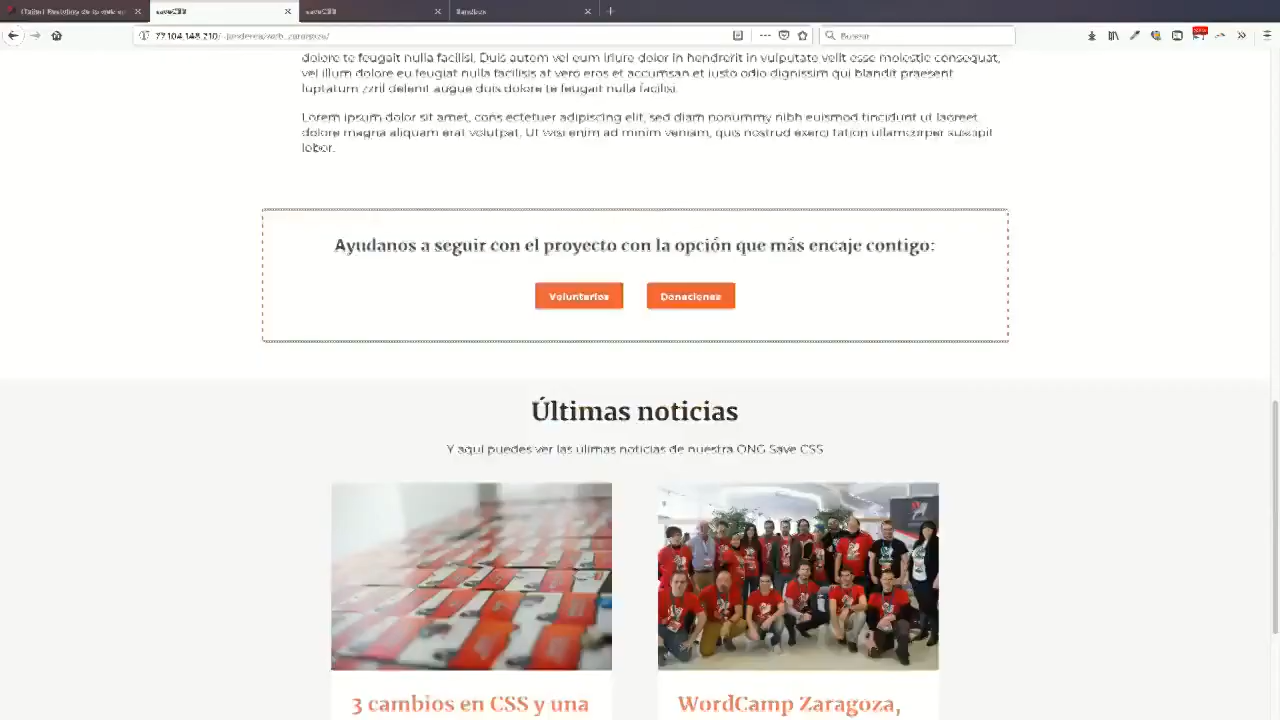 saveCSS
saveCSS
Sandbox
Buscar
dolore te feugait nulla facilisi. Duis autem vel eum iriure dolor in hendrerit in vulputate velit esse molestie consequat,
vel illum dolore eu feugiat nulla facilisis at vero eros et accumsan et iusto odio dignissim qui blandit praesent
luptatum zzril delenit augue duis dolore te feugait nulla facilisi.
Lorem ipsum dolor sit amet, cons ectetuer adipiscing elit, sed diam nonummy nibh euismod tincidunt ut laoreet
dolore magna aliquam erat volutpat. Ut wisi enim ad minim veniam, quis nostrud exerci tation ullamcorper suscipit
lobor.
Ayudanos a seguir con el proyecto con la opción que más encaje contigo:
Voluntarios
Donaciones
Últimas noticias
Y aquí puedes ver las ulimas noticias de nuestra ONG Save CSS
3 cambios en CSS y una
WordCamp Zaragoza,